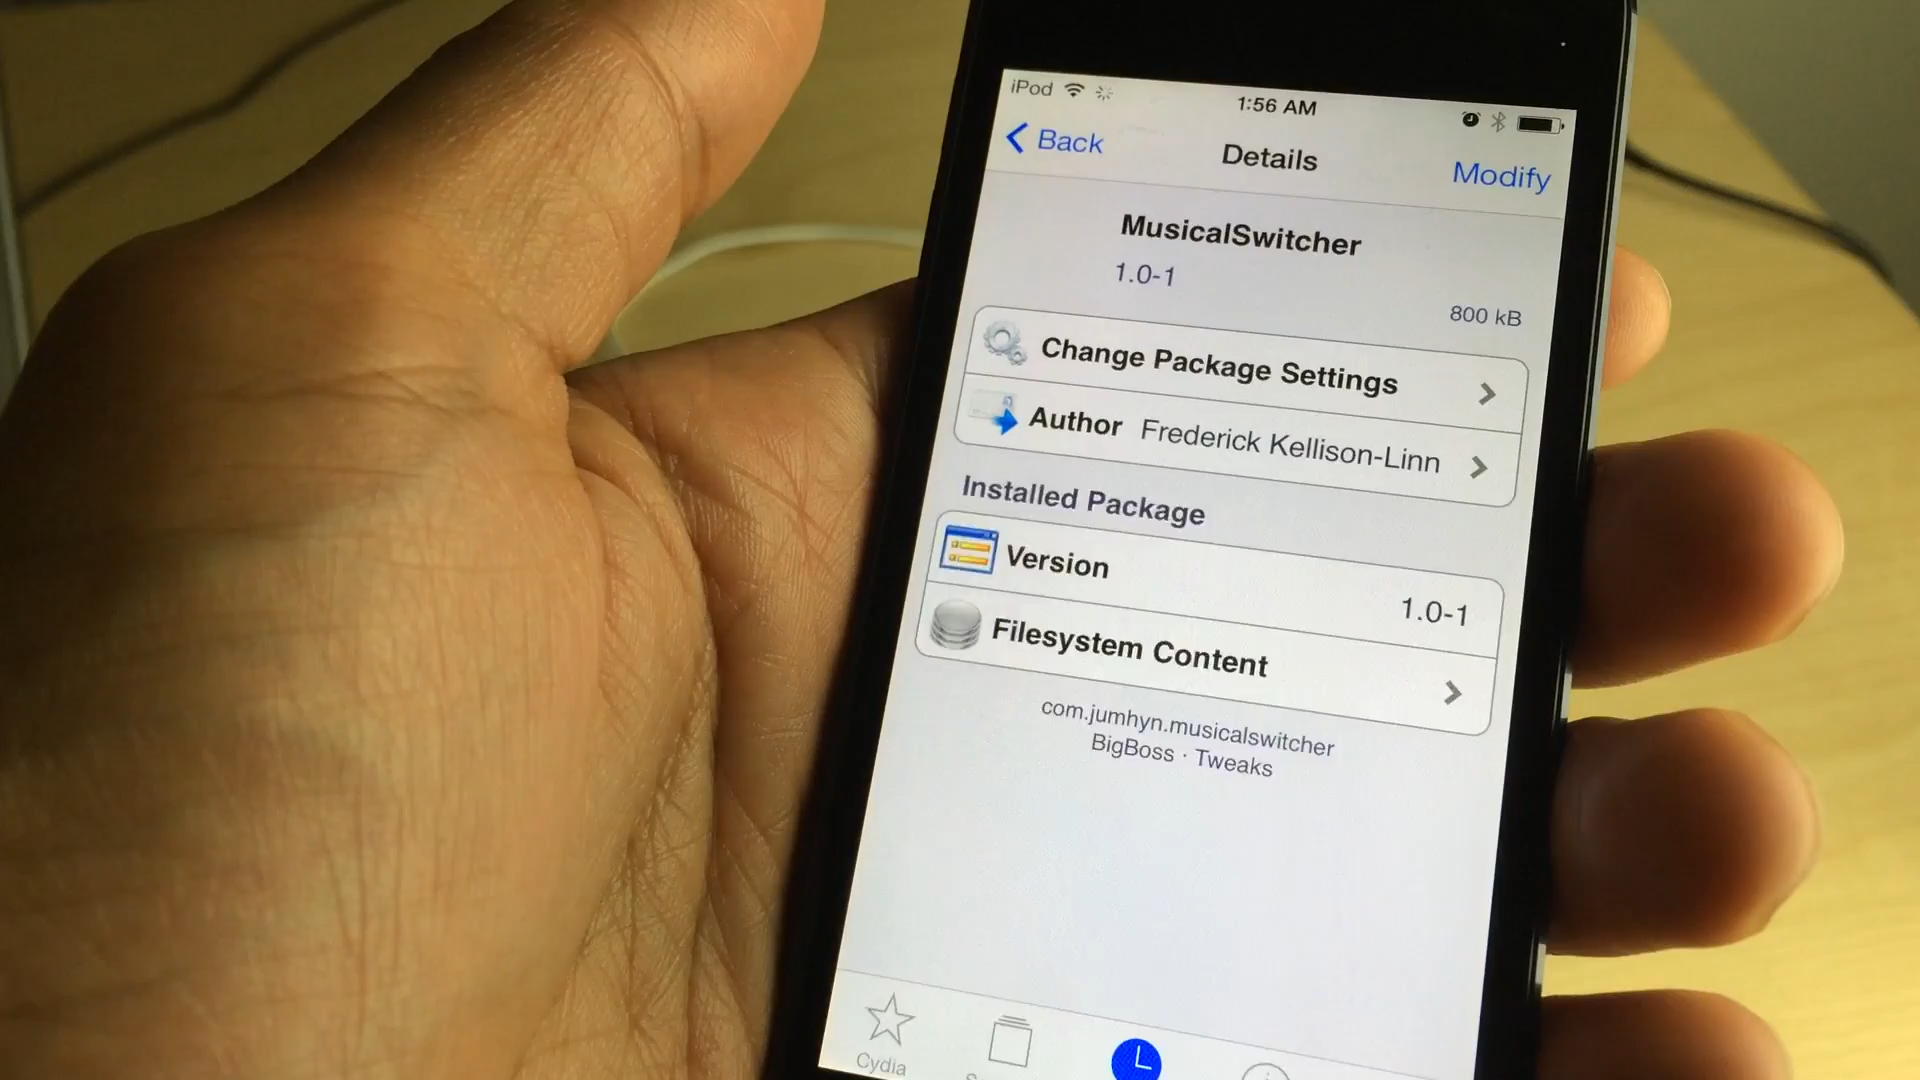 iPod
1:56 AM
Back
Details
Modify
MusicalSwitcher
1.0-1
800 kB
Change Package Settings
Author Frederick Kellison-Linn
Installed Package
Version
1.0-1
Filesystem Content
com.jumhyn.musicalswitcher
BigBoss · Tweaks
Cydia